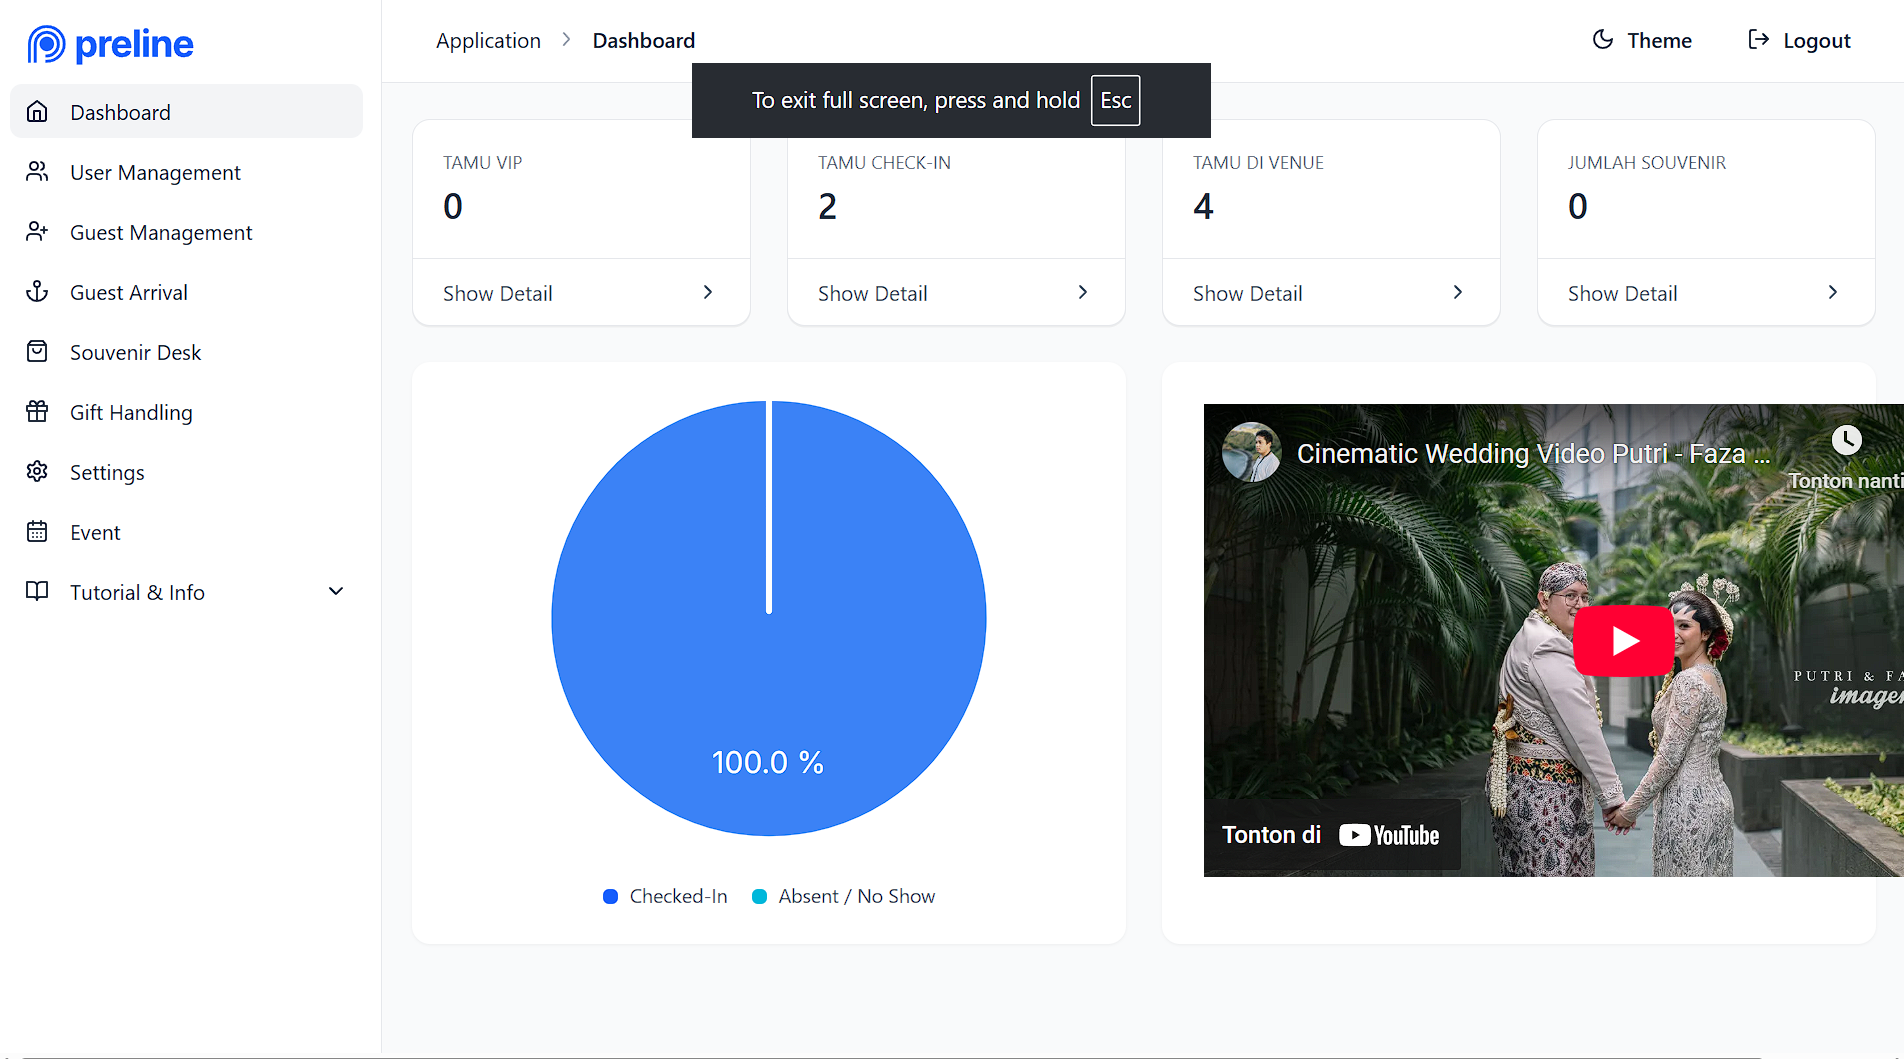 preline
Application > Dashboard
Theme
Logout
To exit full screen, press and hold Esc
Dashboard
User Management
Guest Management
Guest Arrival
Souvenir Desk
Gift Handling
Settings
Event
Tutorial & Info
TAMU VIP
0
Show Detail
TAMU CHECK-IN
2
Show Detail
TAMU DI VENUE
4
Show Detail
JUMLAH SOUVENIR
0
Show Detail
100.0 %
Checked-In
Absent / No Show
Cinematic Wedding Video Putri - Faza ...
Tonton nanti
PUTRI & FA
imagen
Tonton di YouTube